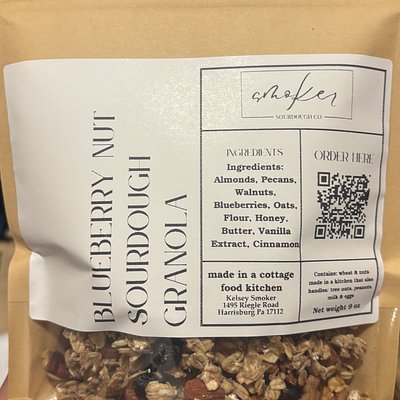 BLUEBERRY NUT
SOURDOUGH
GRANOLA
smoker
SOURDOUGH CO.
INGREDIENTS
Ingredients:
Almonds, Pecans,
Walnuts,
Blueberries, Oats,
Flour, Honey,
Butter, Vanilla
Extract, Cinnamon
ORDER HERE
made in a cottage
food kitchen
Kelsey Smoker
1495 Riegle Road
Harrisburg Pa 17112
Contains: wheat & nuts.
made in a kitchen that also
handles: tree nuts, peanuts,
milk & eggs
Net weight 9 oz